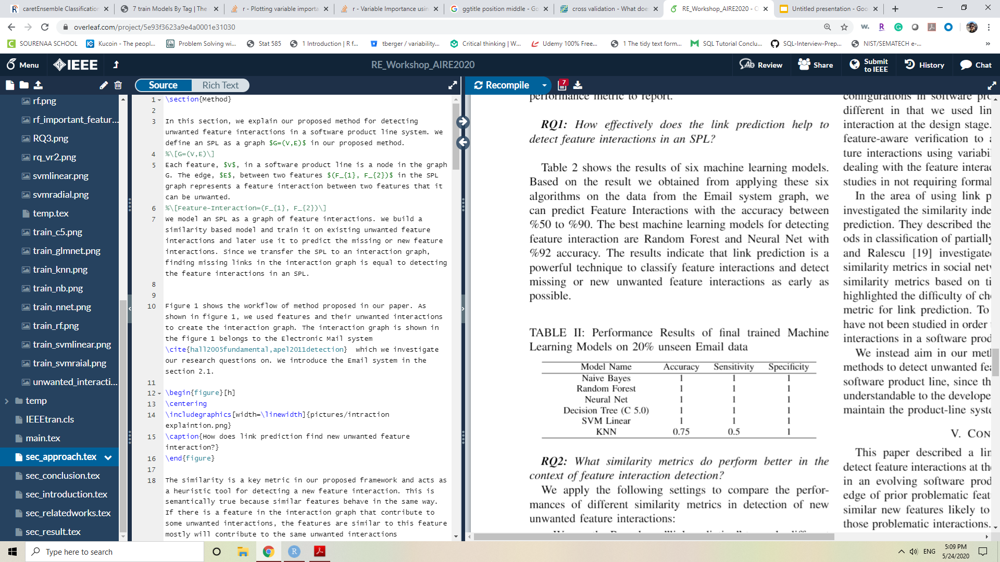 caretEnsemble Classification
7 train Models By Tag | The
r - Plotting variable importa
r - Variable Importance usin
ggtitle position middle - Go
cross validation - What doe
RE_Workshop_AIRE2020 - O
Untitled presentation - Goo
overleaf.com/project/5e93f3623a9e4a0001e31030
SOURENAA SCHOOL
Kucoin - The peopl...
Problem Solving wi...
Stat 585
1 Introduction | R f...
tberger / variability...
Critical thinking | W...
Udemy 100% Free...
1 The tidy text form...
SQL Tutorial Conclu...
SQL-Interview-Prep...
NIST/SEMATECH e-...
Menu
IEEE
RE_Workshop_AIRE2020
Review
Share
Submit
to IEEE
History
Chat
Source
Rich Text
Recompile
7
rf.png
rf_important_featur...
RQ3.png
rq_vr2.png
svmlinear.png
svmradial.png
temp.tex
train_c5.png
train_glmnet.png
train_knn.png
train_nb.png
train_nnet.png
train_rf.png
train_svmlinear.png
train_svmraial.png
unwanted_interacti...
temp
IEEEtran.cls
main.tex
sec_approach.tex
sec_conclusion.tex
sec_introduction.tex
sec_relatedworks.tex
sec_result.tex
1 \section{Method}
2
3 In this section, we explain our proposed method for detecting
unwanted feature interactions in a software product line system. We
define an SPL as a graph $G=(V,E)$ in our proposed method.
4 %\[G=(V,E)\]
5 Each feature, $V$, in a software product line is a node in the graph
G. The edge, $E$, between two features $(F_{1}, F_{2})$ in the SPL
graph represents a feature interaction between two features that it
can be unwanted.
6 %\[Feature-Interaction=(F_{1}, F_{2})\]
7 We model an SPL as a graph of feature interactions. We build a
similarity based model and train it on existing unwanted feature
interactions and later use it to predict the missing or new feature
interactions. Since we transfer the SPL to an interaction graph,
finding missing links in the interaction graph is equal to detecting
the feature interactions in an SPL.
8
9
10 Figure 1 shows the workflow of method proposed in our paper. As
shown in figure 1, we used features and their unwanted interactions
to create the interaction graph. The interaction graph is shown in
the figure 1 belongs to the Electronic Mail system
\cite{hall2005fundamental,apel2011detection} which we investigate
our research questions on. We introduce the Email system in the
section 2.1.
11
12 \begin{figure}[h]
13 \centering
14 \includegraphics[width=\linewidth]{pictures/intraction
explaintion.png}
15 \caption{How does link prediction find new unwanted feature
interaction?}
16 \end{figure}
17
18 The similarity is a key metric in our proposed framework and acts as
a heuristic tool for detecting a new feature interaction. This is
semantically true because similar features behave in the same way.
If there is a feature in the interaction graph that contribute to
some unwanted interactions, the features are similar to this feature
mostly will contribute to the same unwanted interactions
performance metric to report.
RQ1: How effectively does the link prediction help to
detect feature interactions in an SPL?
Table 2 shows the results of six machine learning models.
Based on the result we obtained from applying these six
algorithms on the data from the Email system graph, we
can predict Feature Interactions with the accuracy between
%50 to %90. The best machine learning models for detecting
feature interaction are Random Forest and Neural Net with
%92 accuracy. The results indicate that link prediction is a
powerful technique to classify feature interactions and detect
missing or new unwanted feature interactions as early as
possible.
TABLE II: Performance Results of final trained Machine
Learning Models on 20% unseen Email data
Model Name Accuracy Sensitivity Specificity
Naive Bayes 1 1 1
Random Forest 1 1 1
Neural Net 1 1 1
Decision Tree (C 5.0) 1 1 1
SVM Linear 1 1 1
KNN 0.75 0.5 1
RQ2: What similarity metrics do perform better in the
context of feature interaction detection?
We apply the following settings to compare the perfor-
mances of different similarity metrics in detection of new
unwanted feature interactions:
configurations in software pro
different in that we used lin
interaction at the design stage.
feature-aware verification to a
ture interactions using variabi
dealing with the feature interac
studies in not requiring formal
In the area of using link p
investigated the similarity inde
prediction. They described the
ods in classification of partially
and Ralescu [19] investigate
similarity metrics in social netw
similarity metrics based on ti
highlighted the difficulty of cho
metric for link prediction. To
have not been studied in order
interactions in a software prod
We instead aim in our metl
methods to detect unwanted fea
software product line, since th
understandable to the develope
maintain the product-line syste
V. CON
This paper described a lin
detect feature interactions at th
in an evolving software prod
edge of prior problematic feat
similar new features likely to
those problematic interactions.
Type here to search
ENG
5:09 PM
5/24/2020